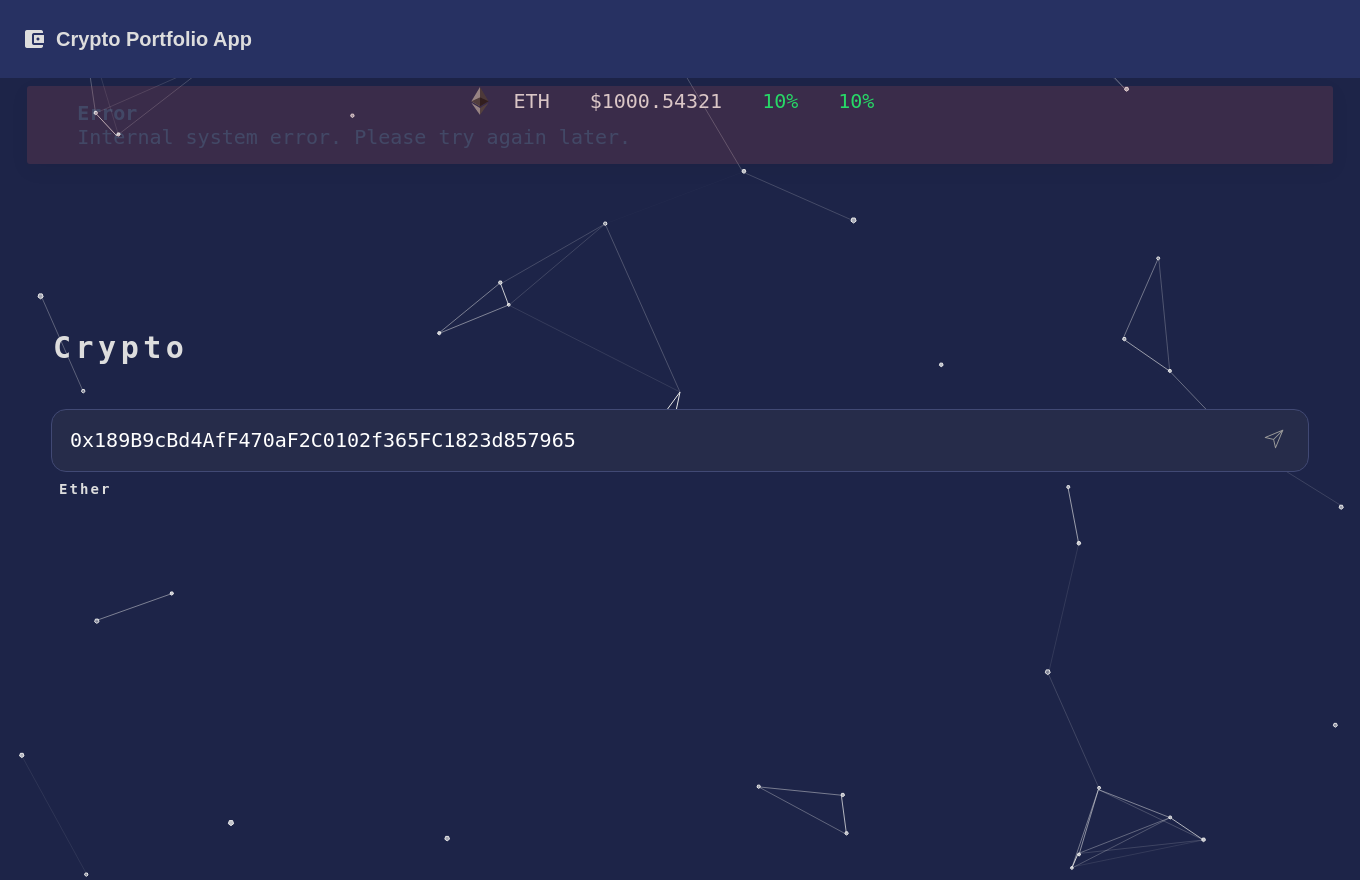 Crypto Portfolio App
ETH $1000.54321 10% 10%
Error
Internal system error. Please try again later.
Crypto
0x189B9cBd4AfF470aF2C0102f365FC1823d857965
Ether